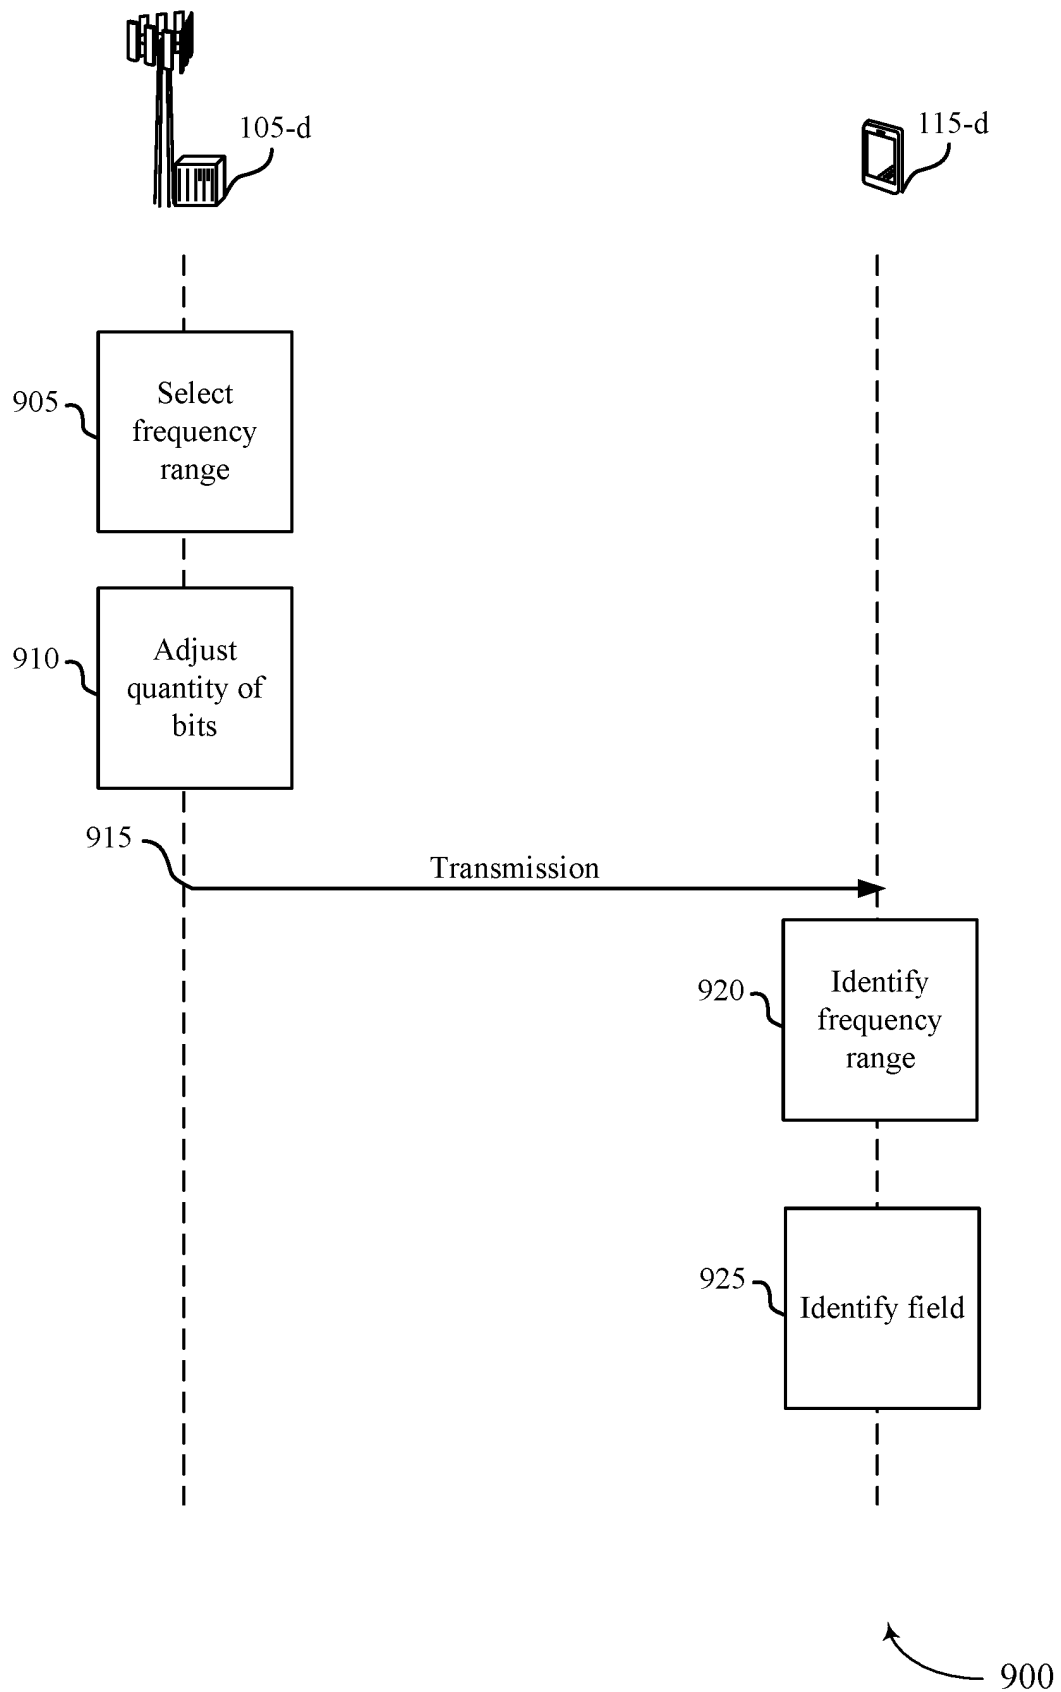 105-d
115-d
905
Select
frequency
range
910
Adjust
quantity of
bits
915
Transmission
920
Identify
frequency
range
925
Identify field
900